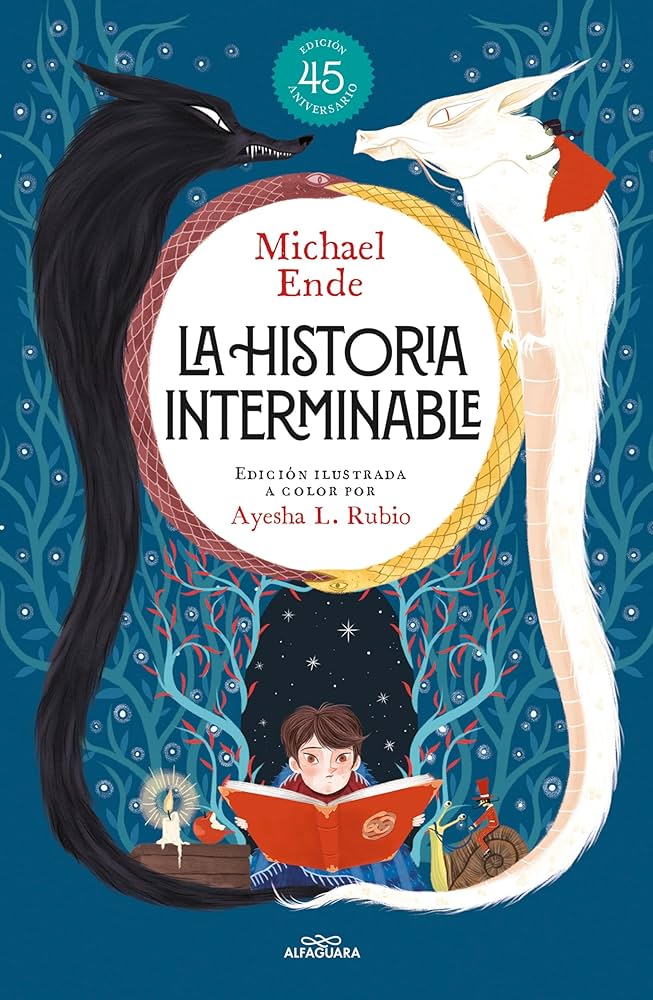 EDICIÓN
45
ANIVERSARIO
Michael
Ende
LA HISTORIA
INTERMINABLE
EDICIÓN ILUSTRADA
A COLOR POR
Ayesha L. Rubio
ALFAGUARA